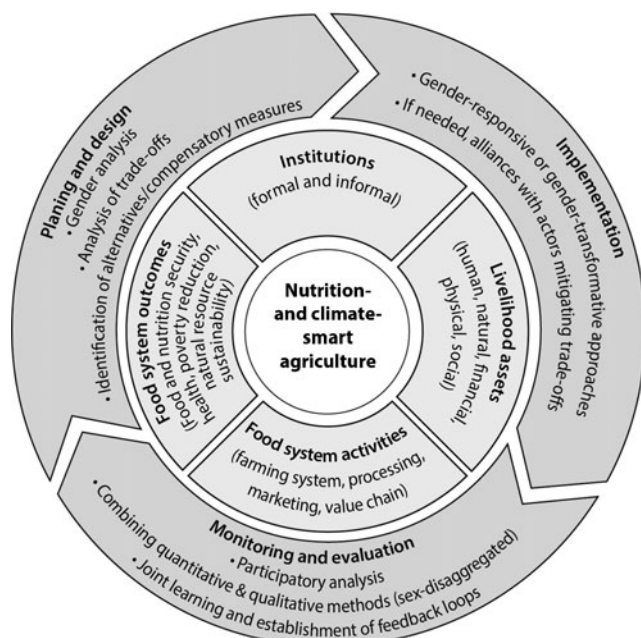 Planing and design
• Gender analysis
• Analysis of trade-offs
• Identification of alternatives/compensatory measures
Implementation
• Gender-responsive or gender-transformative approaches
• If needed, alliances with actors mitigating trade-offs
Institutions
(formal and informal)
Food system outcomes
(Food and nutrition security,
health, poverty reduction,
natural resource
sustainability)
Nutrition-
and climate-
smart
agriculture
Livelihood assets
(human, natural, financial,
physical, social)
Food system activities
(farming system, processing,
marketing, value chain)
Monitoring and evaluation
• Participatory analysis
• Combining quantitative & qualitative methods (sex-disaggregated)
• Joint learning and establishment of feedback loops